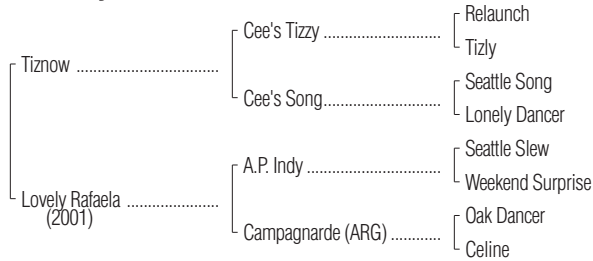 Relaunch
Cee's Tizzy ..............................
Tizly
Tiznow ....................................
Seattle Song
Cee's Song..............................
Lonely Dancer
Seattle Slew
A.P. Indy ..................................
Weekend Surprise
Lovely Rafaela .......................
(2001)
Oak Dancer
Campagnarde (ARG) ............
Celine